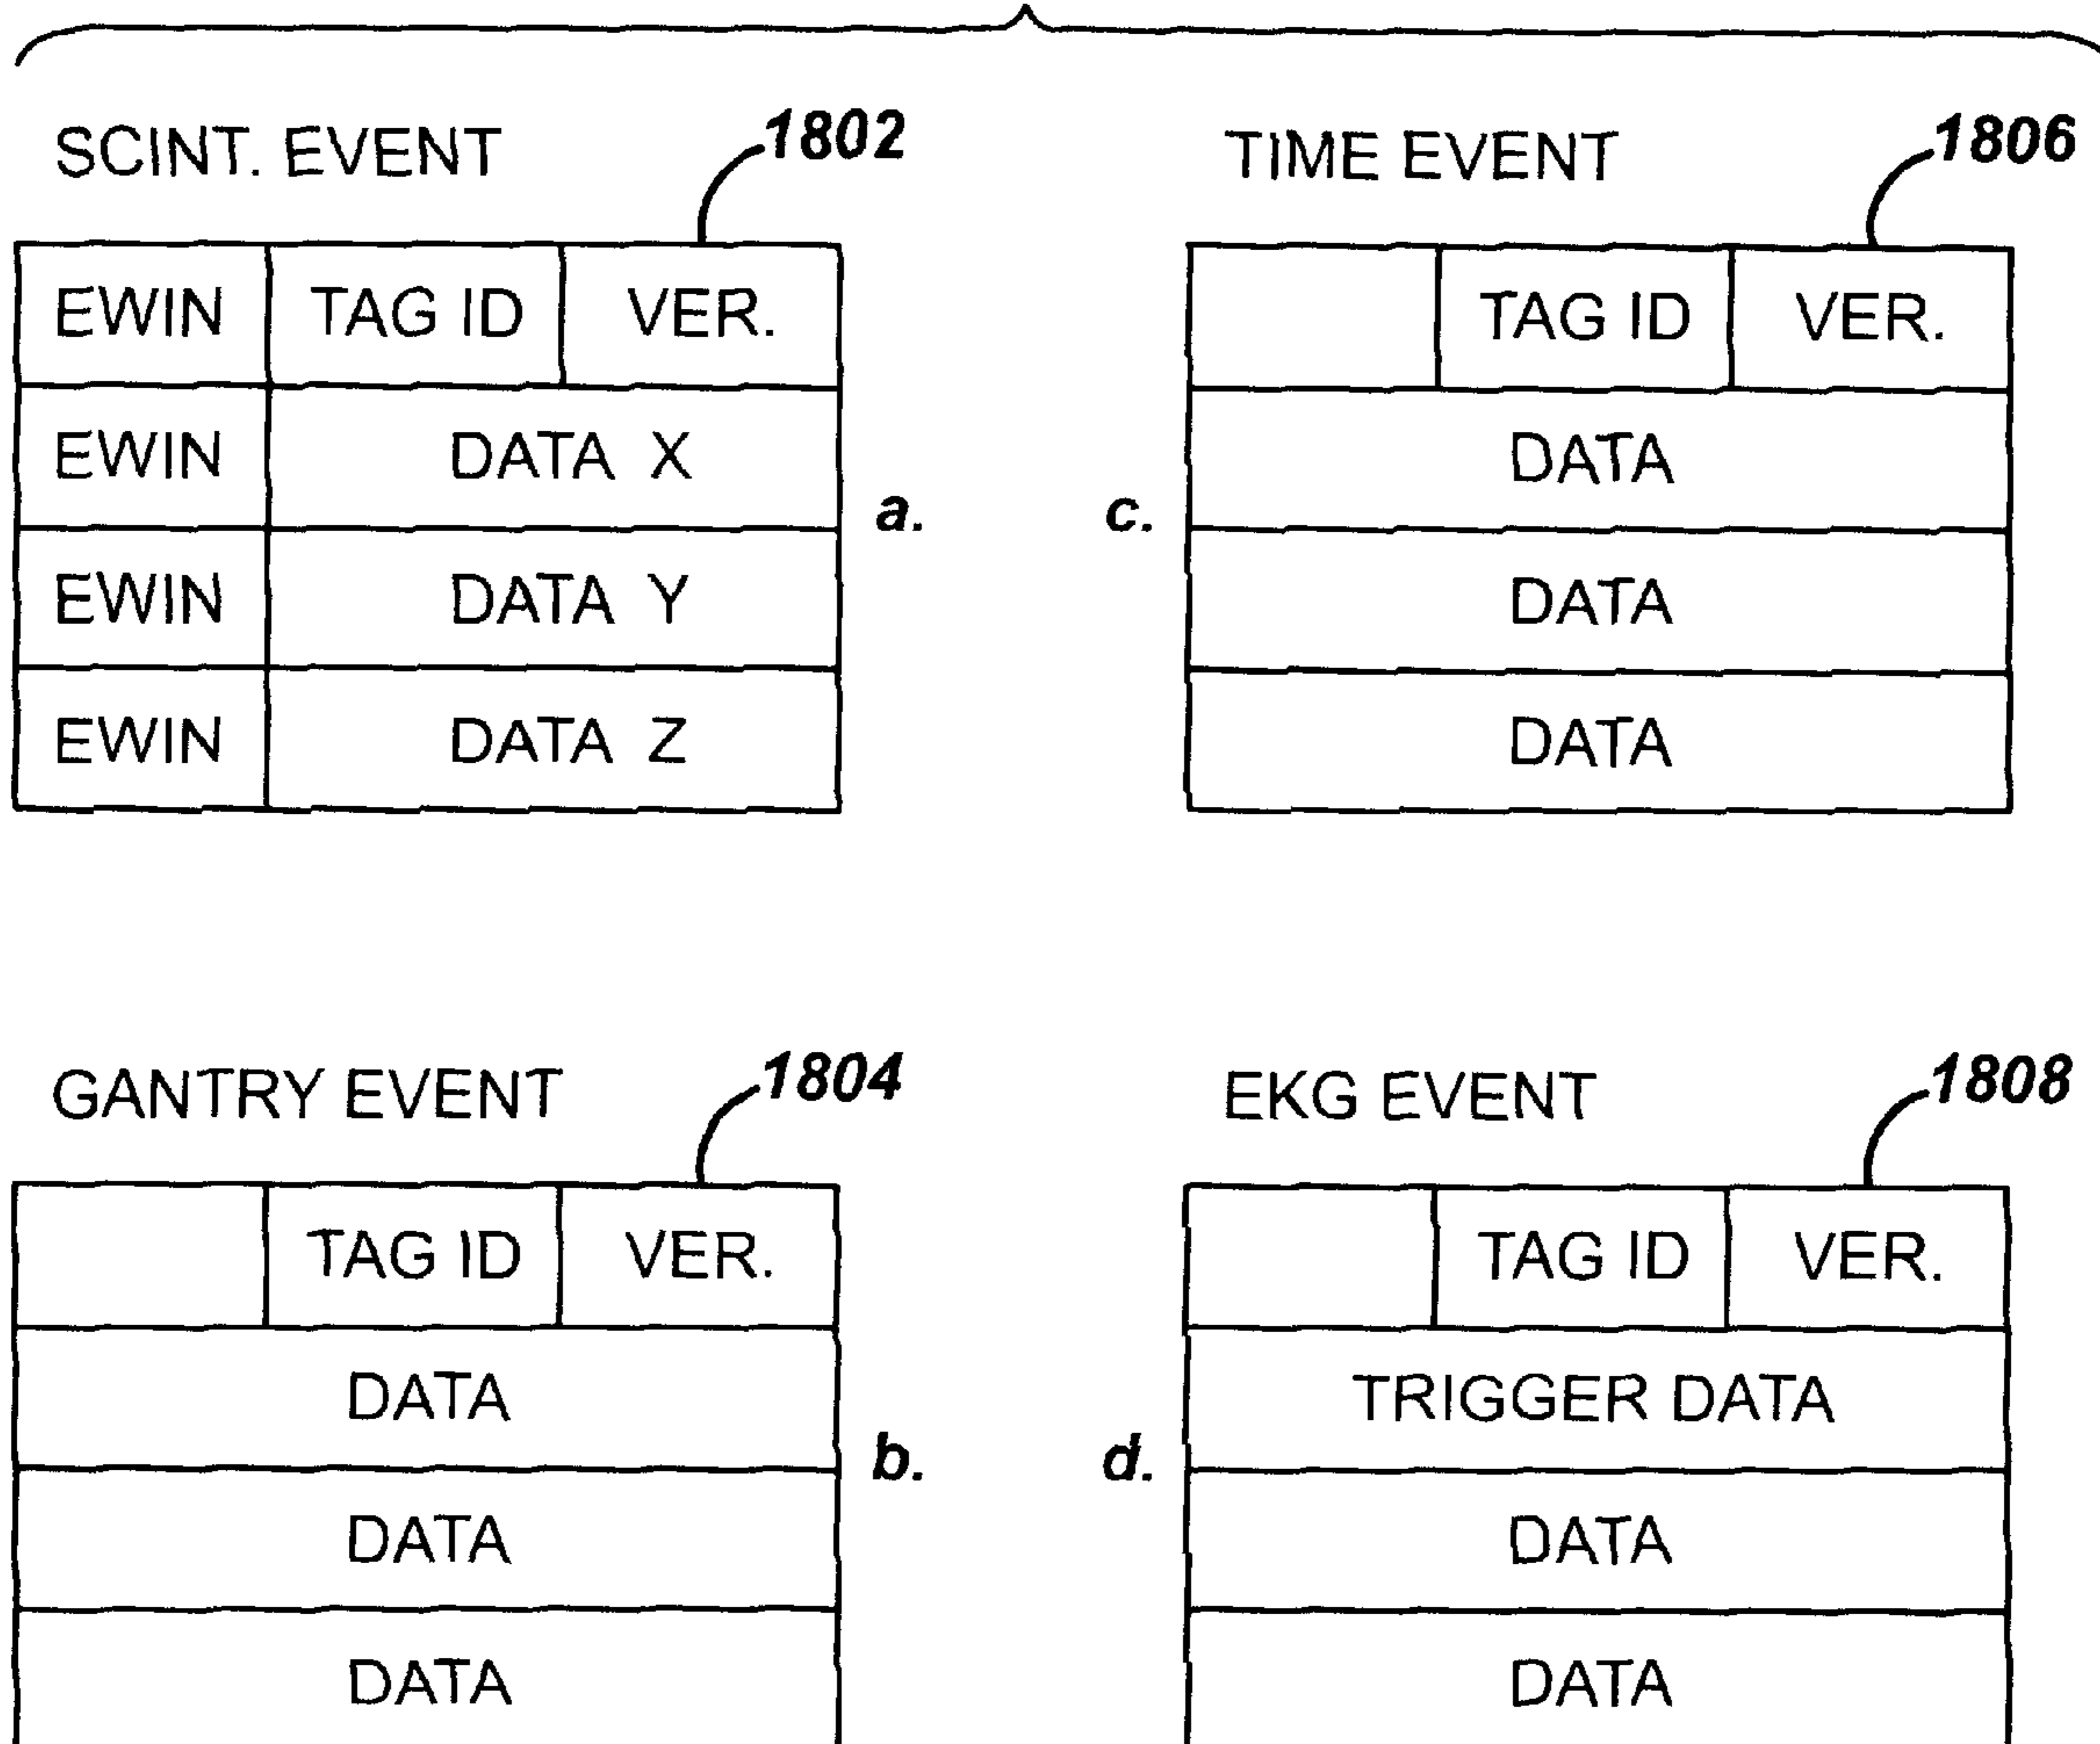 SCINT. EVENT
1802
EWIN TAG ID VER.
EWIN DATA X
EWIN DATA Y
EWIN DATA Z
a.
TIME EVENT
1806
TAG ID VER.
DATA
DATA
DATA
c.
GANTRY EVENT
1804
TAG ID VER.
DATA
DATA
DATA
b.
EKG EVENT
1808
TAG ID VER.
TRIGGER DATA
DATA
DATA
d.